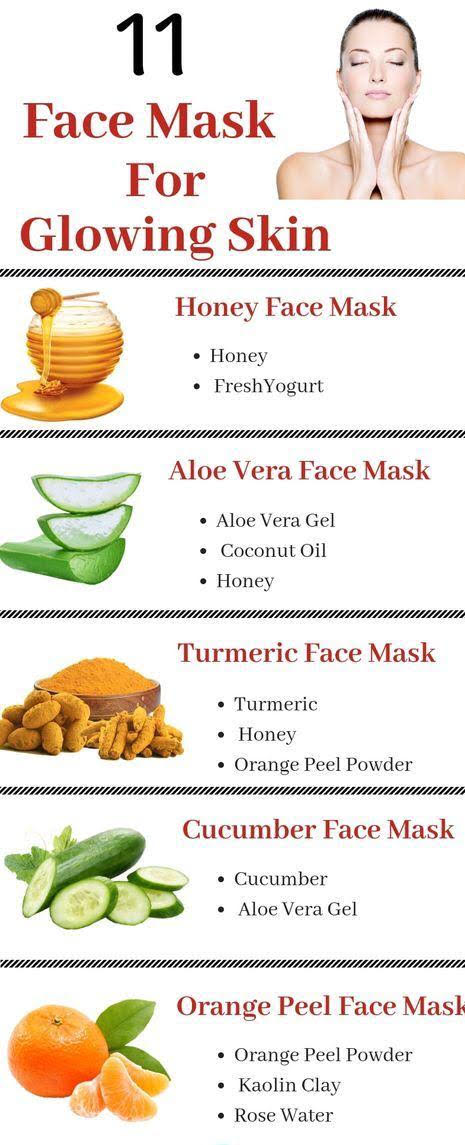 11
Face Mask
For
Glowing Skin
Honey Face Mask
• Honey
• FreshYogurt
Aloe Vera Face Mask
• Aloe Vera Gel
• Coconut Oil
• Honey
Turmeric Face Mask
• Turmeric
• Honey
• Orange Peel Powder
Cucumber Face Mask
• Cucumber
• Aloe Vera Gel
Orange Peel Face Mask
• Orange Peel Powder
• Kaolin Clay
• Rose Water